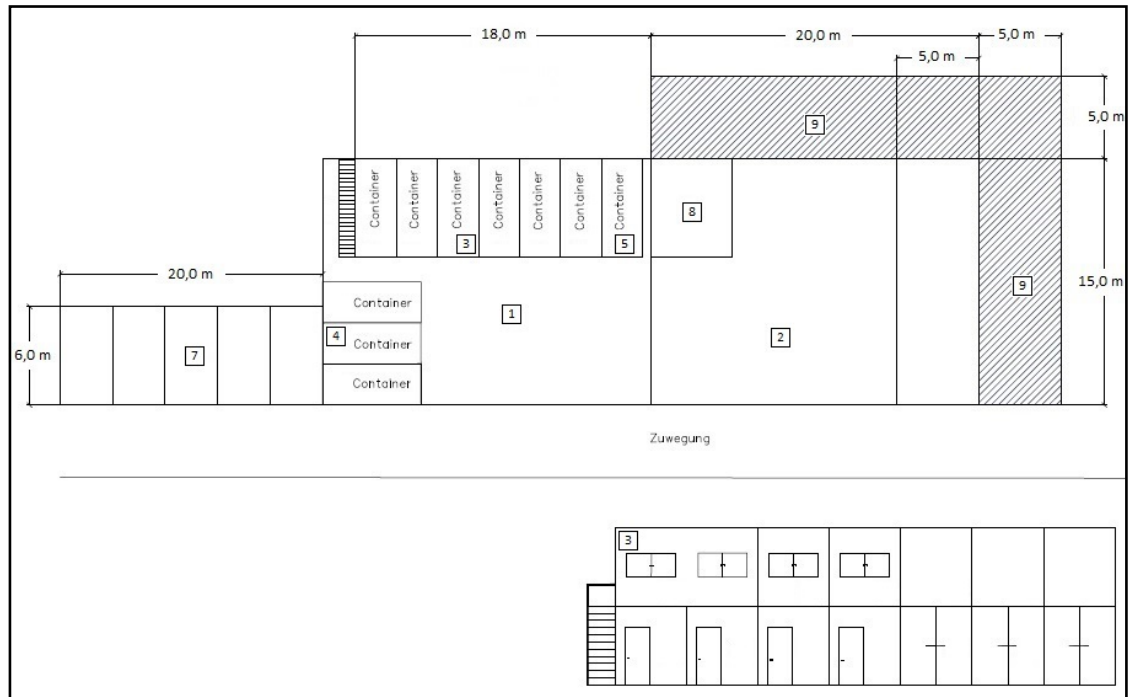 18,0 m
20,0 m
5,0 m
5,0 m
5,0 m
9
Container
Container
Container
Container
Container
Container
Container
3
5
8
20,0 m
15,0 m
9
Container
1
4
Container
2
6,0 m
7
Container
Zuwegung
3